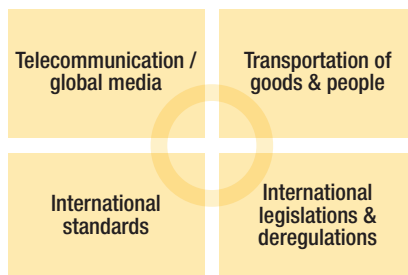 Telecommunication /
global media
Transportation of
goods & people
International
standards
International
legislations &
deregulations